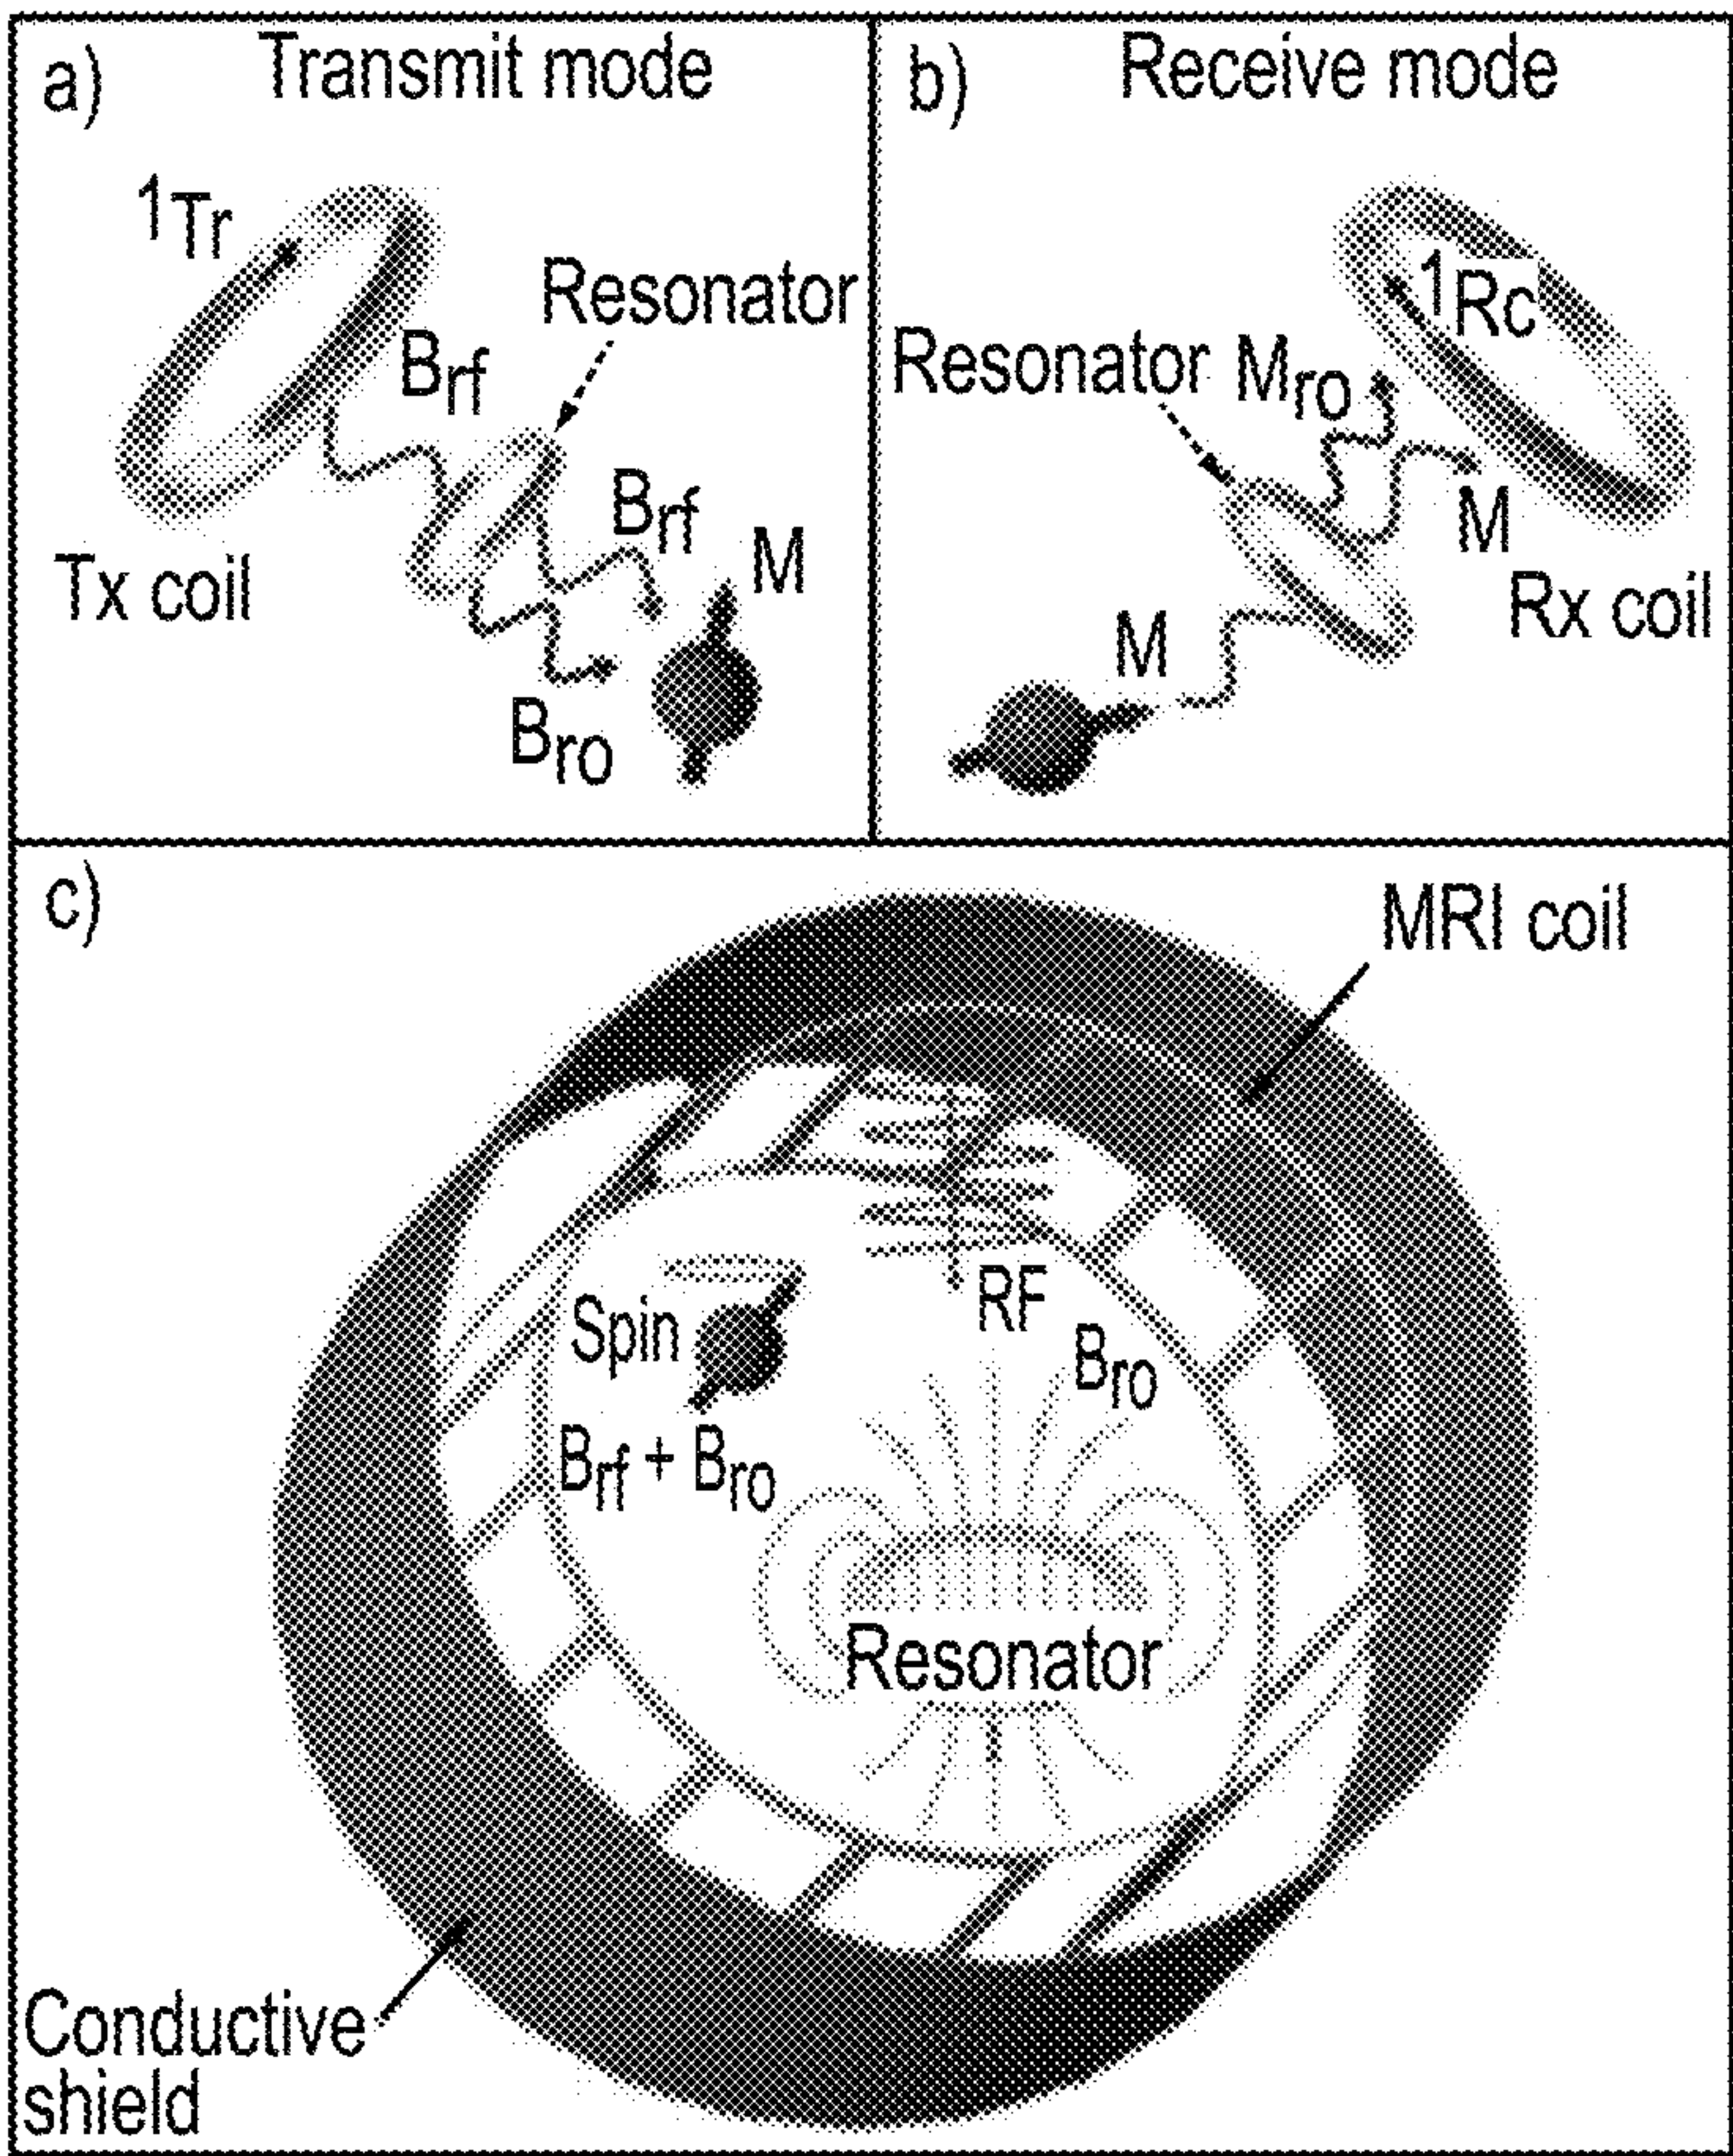 a) Transmit mode
1Tr
Resonator
Brf
Brf
M
Tx coil
Bro
b) Receive mode
1Rc
Resonator
Mro
M
Rx coil
M
c)
MRI coil
RF
Spin
Bro
Brf + Bro
Resonator
Conductive
shield